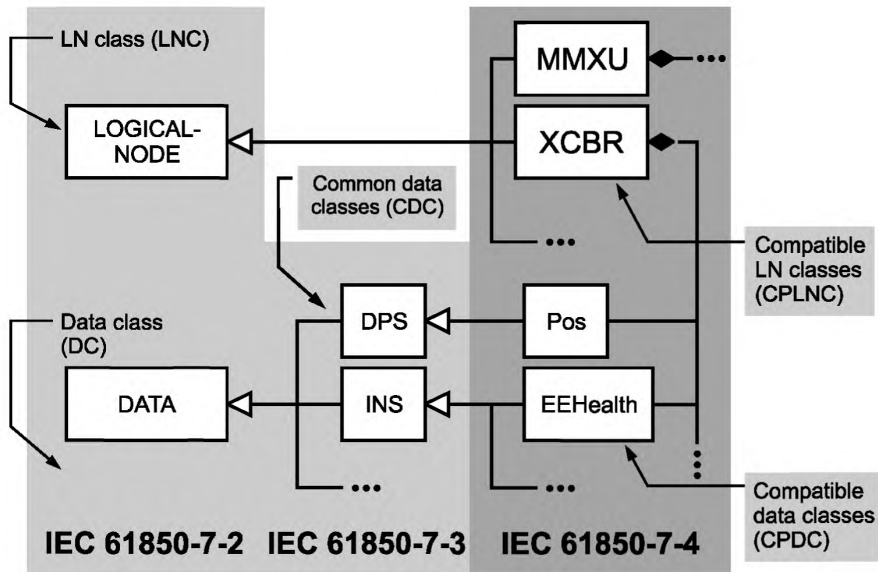 LN class (LNC)
MMXU
LOGICAL-
NODE
XCBR
Common data
classes (CDC)
Compatible
LN classes
(CPLNC)
Data class
(DC)
DPS
Pos
DATA
INS
EEHealth
Compatible
data classes
(CPDC)
IEC 61850-7-2
IEC 61850-7-3
IEC 61850-7-4